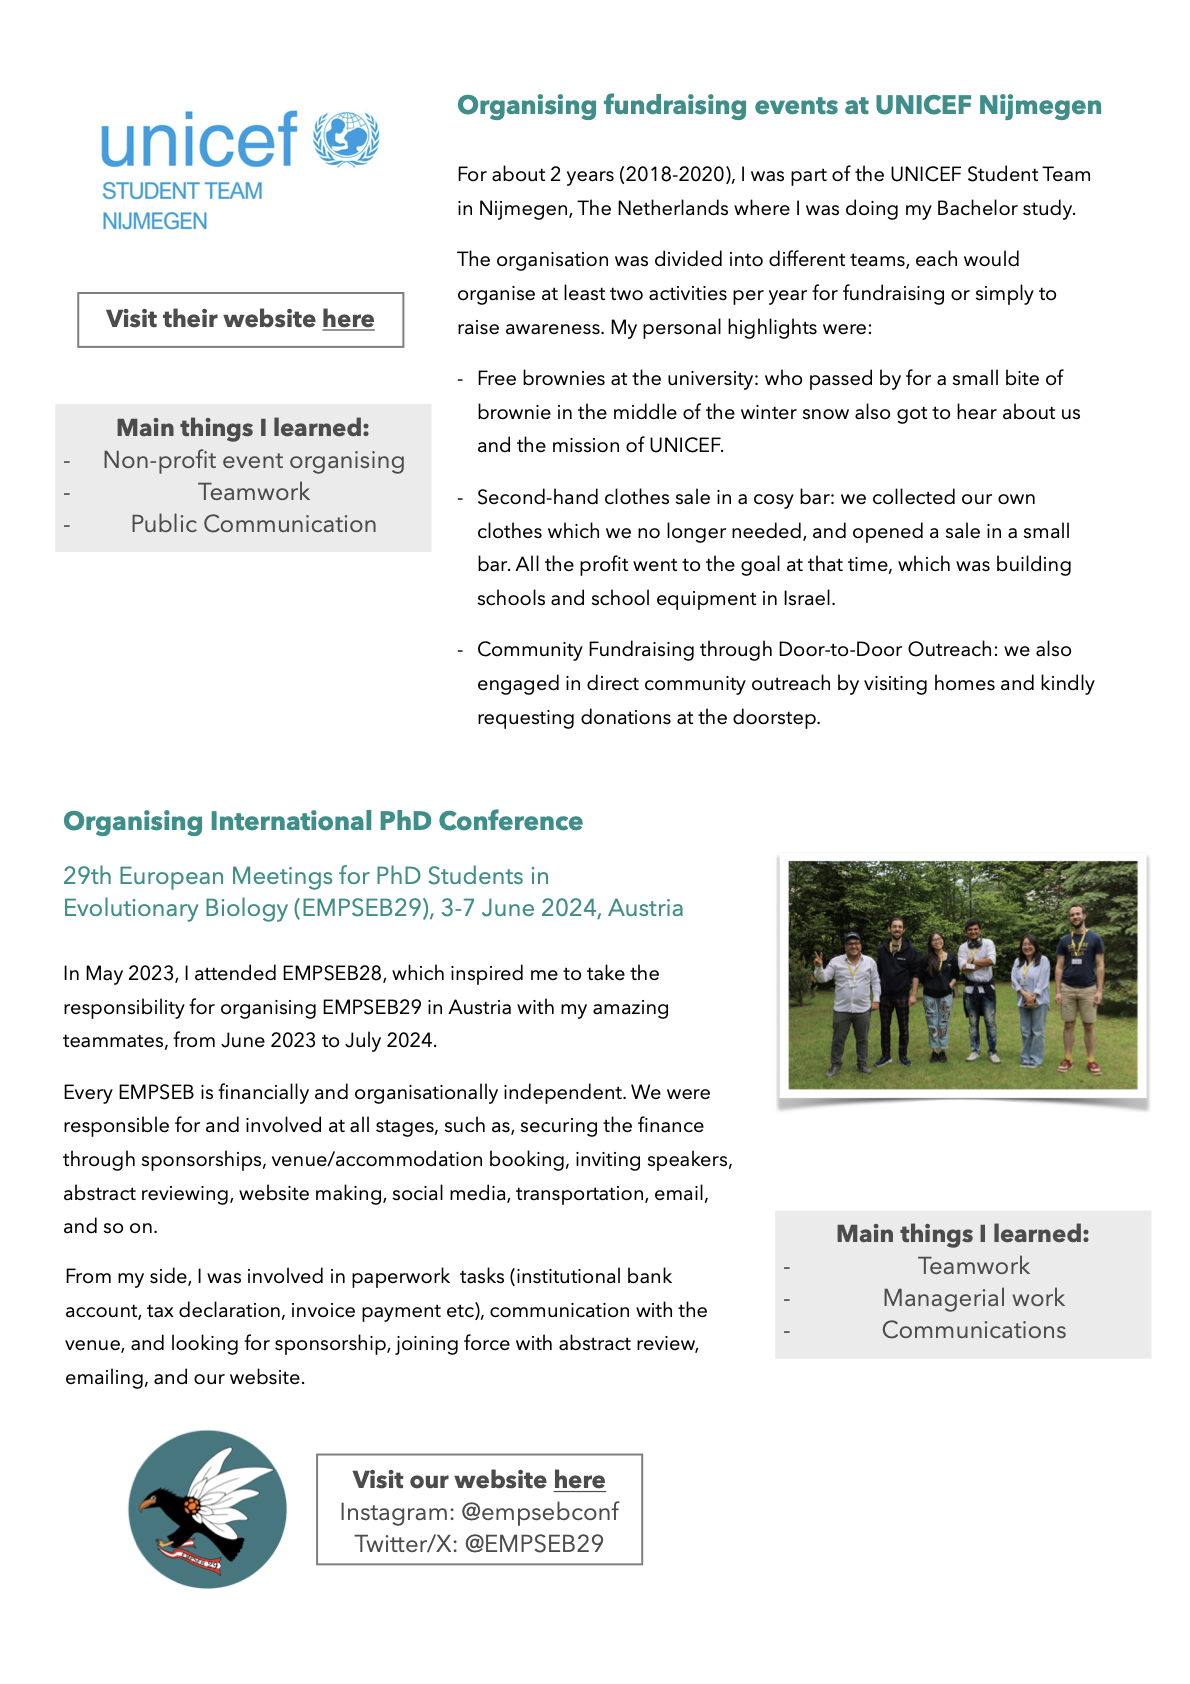 unicef
STUDENT TEAM
NIJMEGEN
Visit their website here
Main things I learned:
- Non-profit event organising
- Teamwork
- Public Communication
Organising fundraising events at UNICEF Nijmegen
For about 2 years (2018-2020), I was part of the UNICEF Student Team
in Nijmegen, The Netherlands where I was doing my Bachelor study.
The organisation was divided into different teams, each would
organise at least two activities per year for fundraising or simply to
raise awareness. My personal highlights were:
- Free brownies at the university: who passed by for a small bite of
brownie in the middle of the winter snow also got to hear about us
and the mission of UNICEF.
- Second-hand clothes sale in a cosy bar: we collected our own
clothes which we no longer needed, and opened a sale in a small
bar. All the profit went to the goal at that time, which was building
schools and school equipment in Israel.
- Community Fundraising through Door-to-Door Outreach: we also
engaged in direct community outreach by visiting homes and kindly
requesting donations at the doorstep.
Organising International PhD Conference
29th European Meetings for PhD Students in
Evolutionary Biology (EMPSEB29), 3-7 June 2024, Austria
In May 2023, I attended EMPSEB28, which inspired me to take the
responsibility for organising EMPSEB29 in Austria with my amazing
teammates, from June 2023 to July 2024.
Every EMPSEB is financially and organisationally independent. We were
responsible for and involved at all stages, such as, securing the finance
through sponsorships, venue/accommodation booking, inviting speakers,
abstract reviewing, website making, social media, transportation, email,
and so on.
From my side, I was involved in paperwork  tasks (institutional bank
account, tax declaration, invoice payment etc), communication with the
venue, and looking for sponsorship, joining force with abstract review,
emailing, and our website.
Main things I learned:
- Teamwork
- Managerial work
- Communications
Visit our website here
Instagram: @empsebconf
Twitter/X: @EMPSEB29